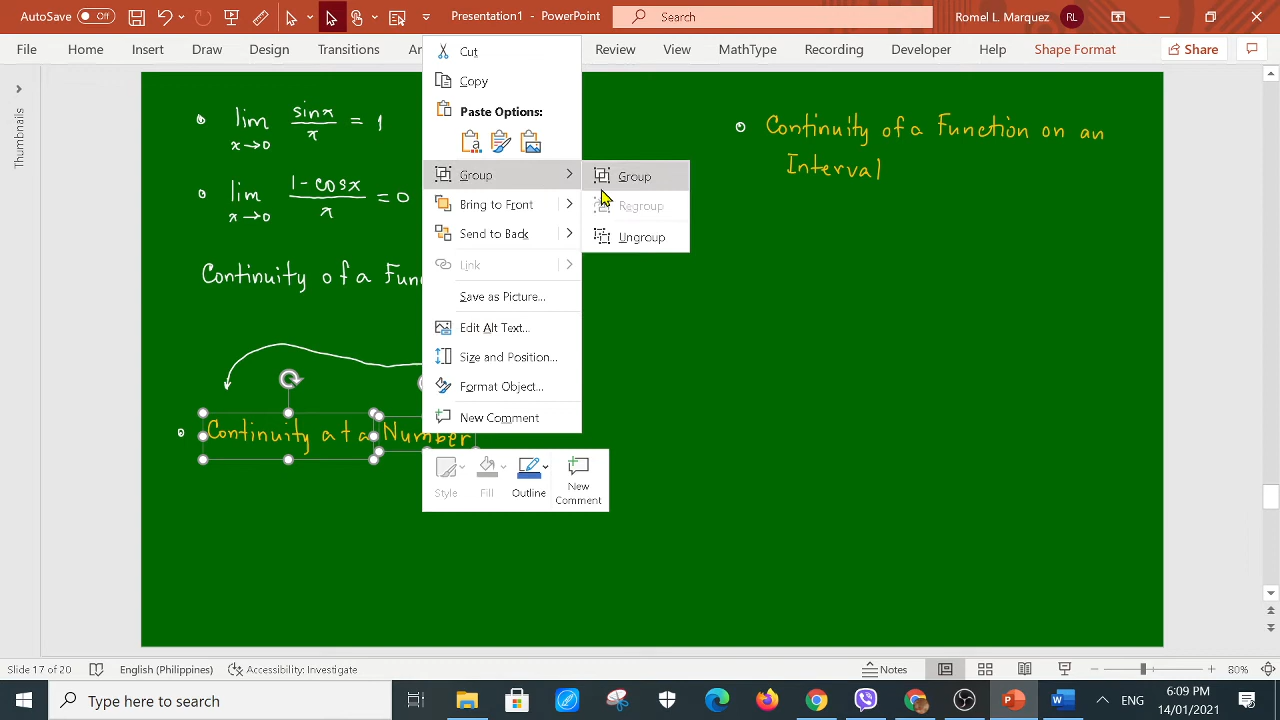 AutoSave Off
Presentation1 - PowerPoint
Search
Romel L. Marquez RL
File Home Insert Draw Design Transitions Review View MathType Recording Developer Help Shape Format Share
Thumbnails
lim x→0 sinx/x = 1
lim x→0 1-cosx/x = 0
Continuity of a Func
Continuity at a Number
Continuity of a Function on an
Interval
Cut
Copy
Paste Options:
Group
Bring to Front
Send to Back
Link
Save as Picture...
Edit Alt Text...
Size and Position...
Format Object...
New Comment
Group
Regroup
Ungroup
Style Fill Outline New
Comment
Slide 17 of 20 English (Philippines) Accessibility: Investigate Notes 80%
Type here to search
ENG
6:09 PM
14/01/2021